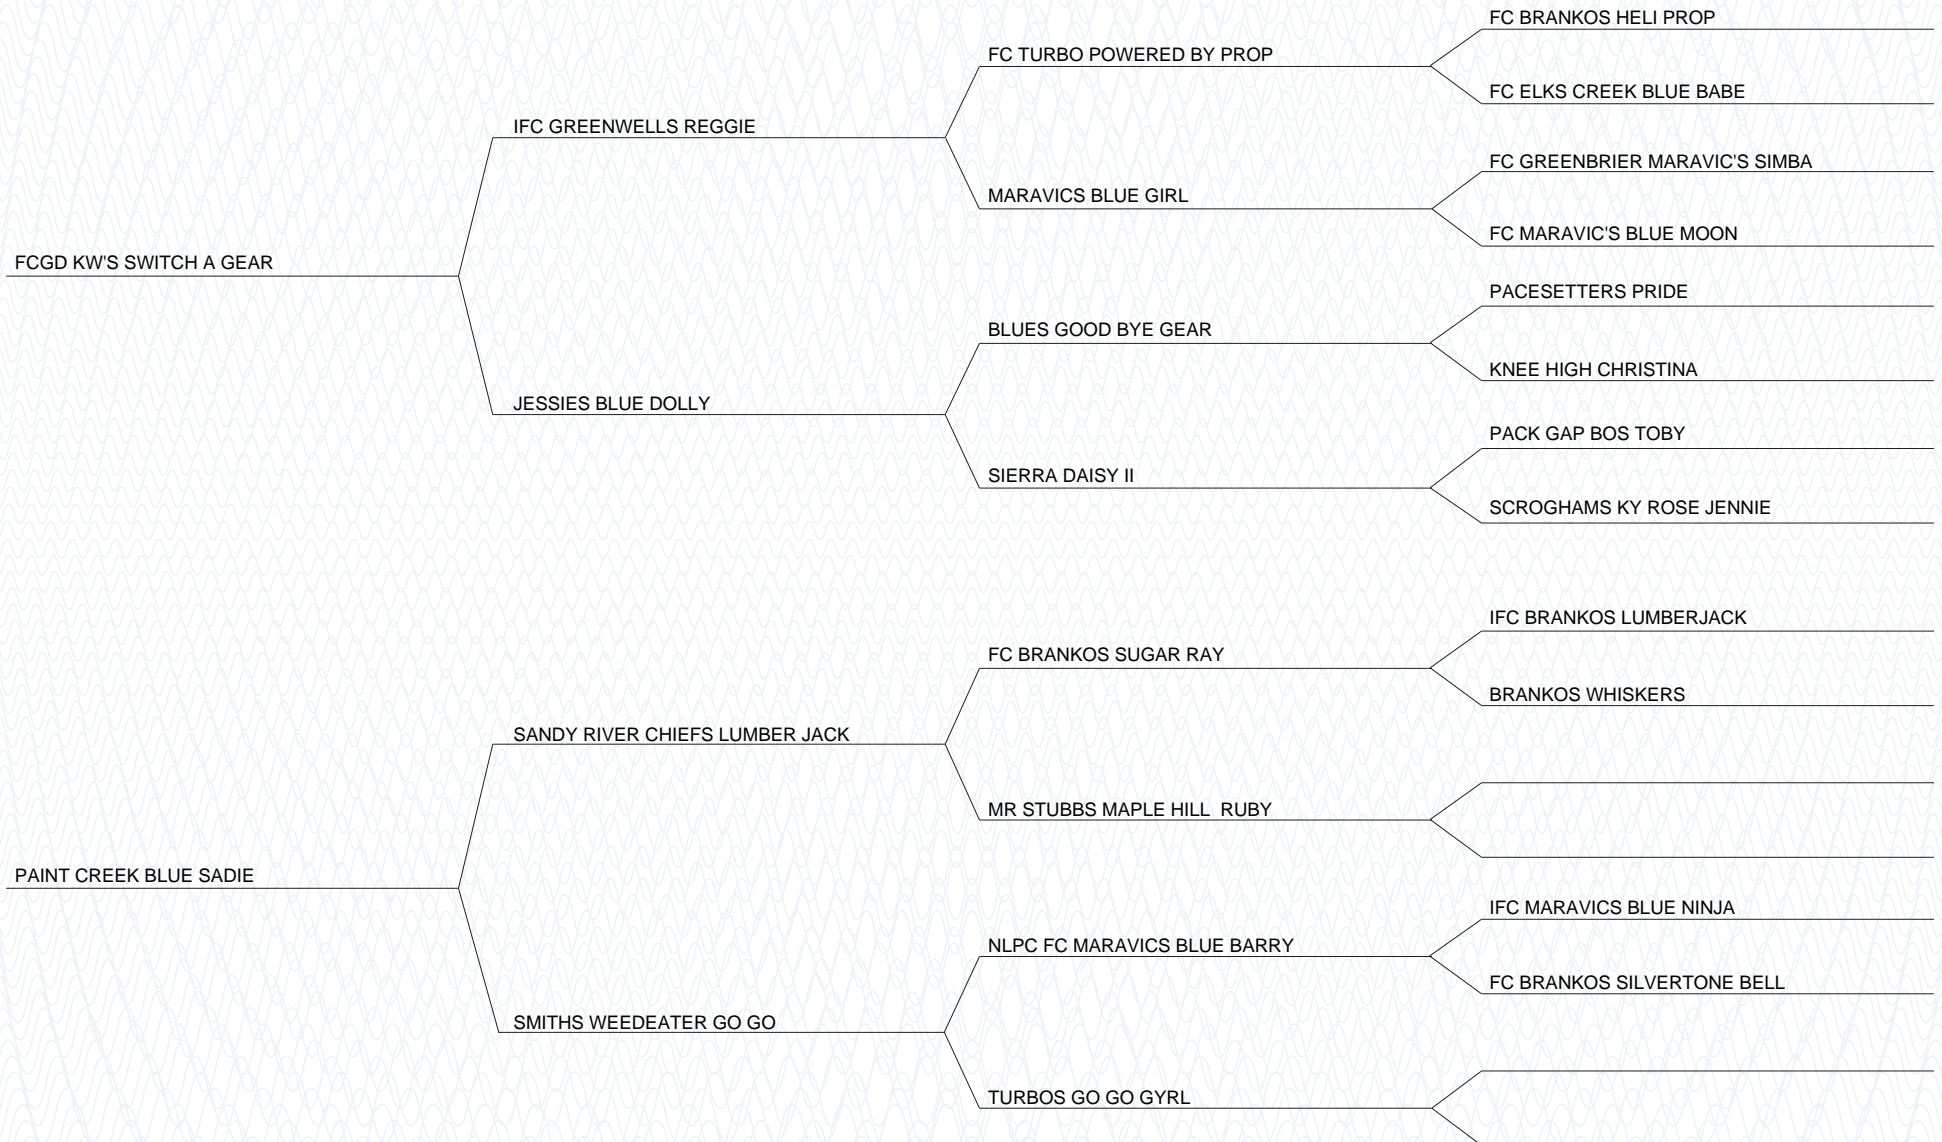 FC BRANKOS HELI PROP
FC TURBO POWERED BY PROP
FC ELKS CREEK BLUE BABE
IFC GREENWELLS REGGIE
FC GREENBRIER MARAVIC'S SIMBA
MARAVICS BLUE GIRL
FC MARAVIC'S BLUE MOON
FCGD KW'S SWITCH A GEAR
PACESETTERS PRIDE
BLUES GOOD BYE GEAR
KNEE HIGH CHRISTINA
JESSIES BLUE DOLLY
PACK GAP BOS TOBY
SIERRA DAISY II
SCROGHAMS KY ROSE JENNIE
IFC BRANKOS LUMBERJACK
FC BRANKOS SUGAR RAY
BRANKOS WHISKERS
SANDY RIVER CHIEFS LUMBER JACK
MR STUBBS MAPLE HILL  RUBY
PAINT CREEK BLUE SADIE
IFC MARAVICS BLUE NINJA
NLPC FC MARAVICS BLUE BARRY
FC BRANKOS SILVERTONE BELL
SMITHS WEEDEATER GO GO
TURBOS GO GO GYRL